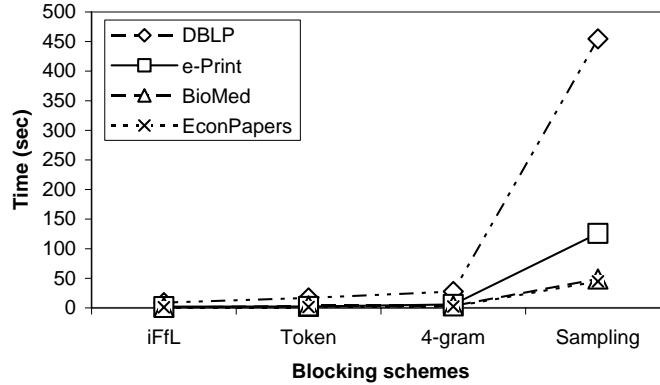 500
450
400
350
300
250
200
150
100
50
0
Time (sec)
DBLP
e-Print
BioMed
EconPapers
iFfL Token 4-gram Sampling
Blocking schemes